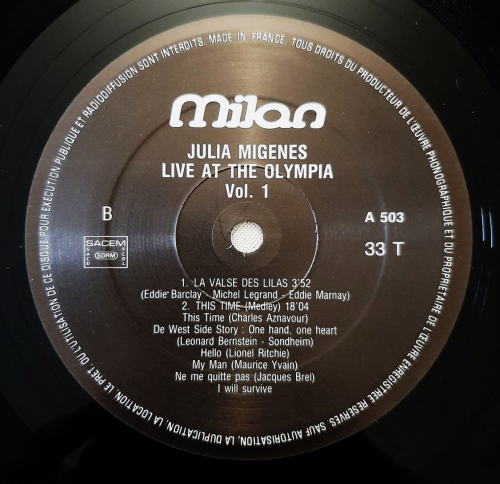 SAUF AUTORISATION, LA DUPLICATION, LA LOCATION, LE PRET, OU L'UTILISATION DE CE DISQUE POUR EXECUTION PUBLIQUE ET RADIODIFFUSION SONT INTERDITS. MADE IN FRANCE. TOUS DROITS DU PRODUCTEUR DE L'ŒUVRE PHONOGRAPHIQUE ET DU PROPRIETAIRE DE L'ŒUVRE ENREGISTREE RESERVES
milan
JULIA MIGENES
LIVE AT THE OLYMPIA
Vol. 1
B
A 503
SACEM
SDRM
SACD
SGDL
33 T
1. LA VALSE DES LILAS 3'52
(Eddie Barclay - Michel Legrand - Eddie Marnay)
2. THIS TIME (Medley) 18'04
This Time (Charles Aznavour)
De West Side Story : One hand, one heart
(Leonard Bernstein - Sondheim)
Hello (Lionel Ritchie)
My Man (Maurice Yvain)
Ne me quitte pas (Jacques Brel)
I will survive